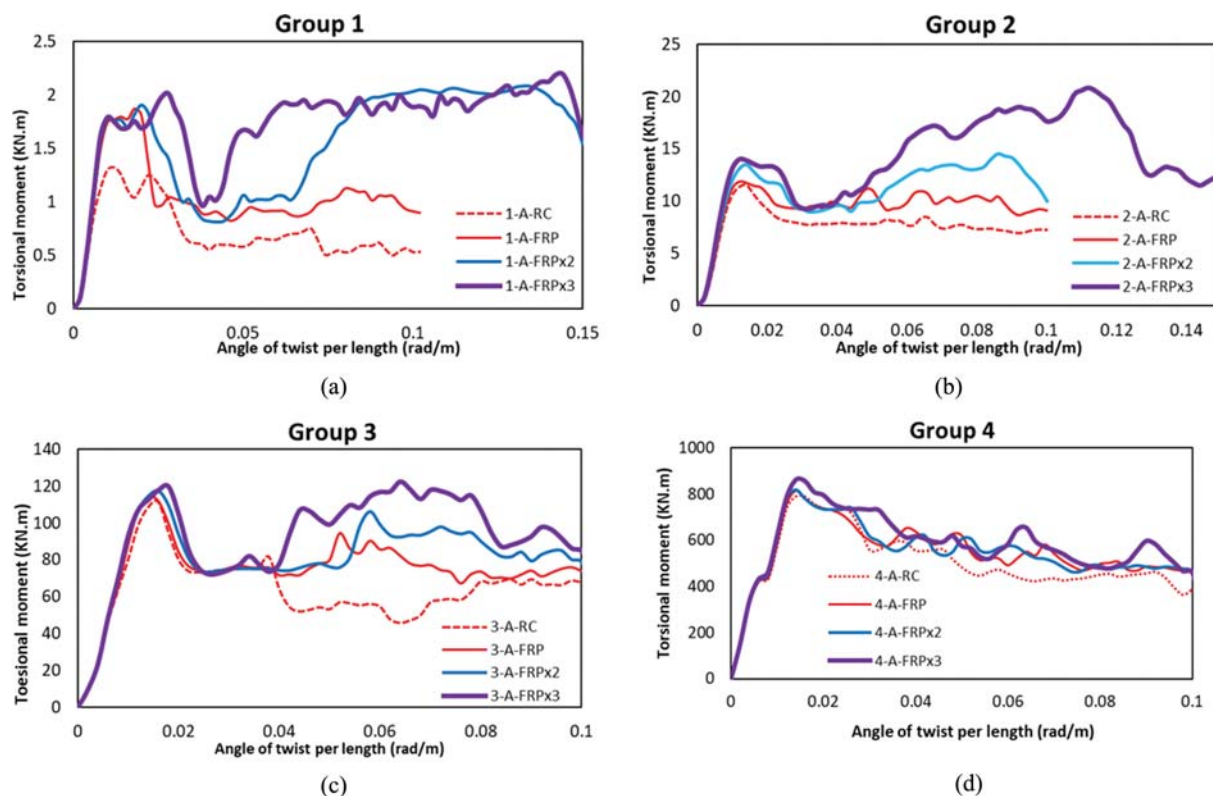 Group 1
2.5
2
1.5
1
0.5
0
Torsional moment (KN.m)
1-A-RC
1-A-FRP
1-A-FRPx2
1-A-FRPx3
0 0.05 0.1 0.15
Angle of twist per length (rad/m)
(a)
Group 2
25
20
15
10
5
0
Torsional moment (KN.m)
2-A-RC
2-A-FRP
2-A-FRPx2
2-A-FRPx3
0 0.02 0.04 0.06 0.08 0.1 0.12 0.14
Angle of twist per length (rad/m)
(b)
Group 3
140
120
100
80
60
40
20
0
Toesional moment (KN.m)
3-A-RC
3-A-FRP
3-A-FRPx2
3-A-FRPx3
0 0.02 0.04 0.06 0.08 0.1
Angle of twist per length (rad/m)
(c)
Group 4
1000
800
600
400
200
0
Torsional moment (KN.m)
4-A-RC
4-A-FRP
4-A-FRPx2
4-A-FRPx3
0 0.02 0.04 0.06 0.08 0.1
Angle of twist per length (rad/m)
(d)